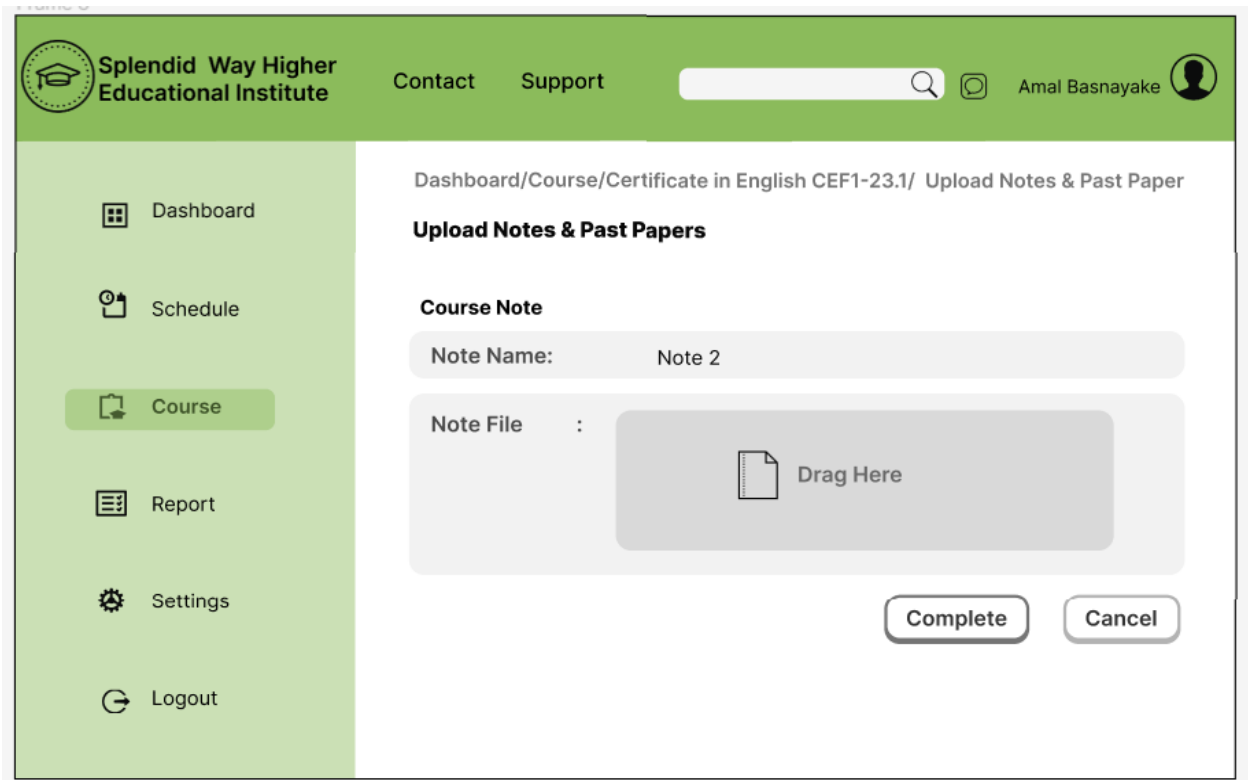 Splendid Way Higher
Educational Institute
Contact
Support
Amal Basnayake
Dashboard
Schedule
Course
Report
Settings
Logout
Dashboard/Course/Certificate in English CEF1-23.1/ Upload Notes & Past Paper
Upload Notes & Past Papers
Course Note
Note Name: Note 2
Note File :
Drag Here
Complete
Cancel